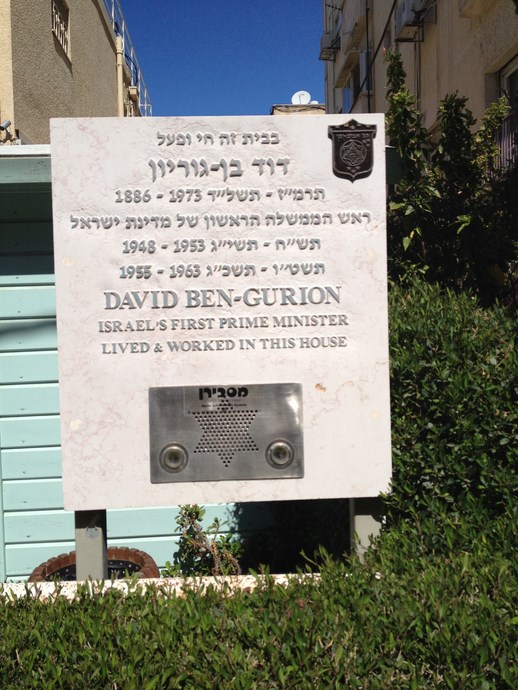 בבית זה חי ופעל
דוד בן-גוריון
תרמ״ז - תשל״ד 1973 - 1886
ראש הממשלה הראשון של מדינת ישראל
תש״ח - תשי״ג 1953 - 1948
תשט״ו - תשכ״ג 1963 - 1955
DAVID BEN-GURION
ISRAEL'S FIRST PRIME MINISTER
LIVED & WORKED IN THIS HOUSE
מסבירן